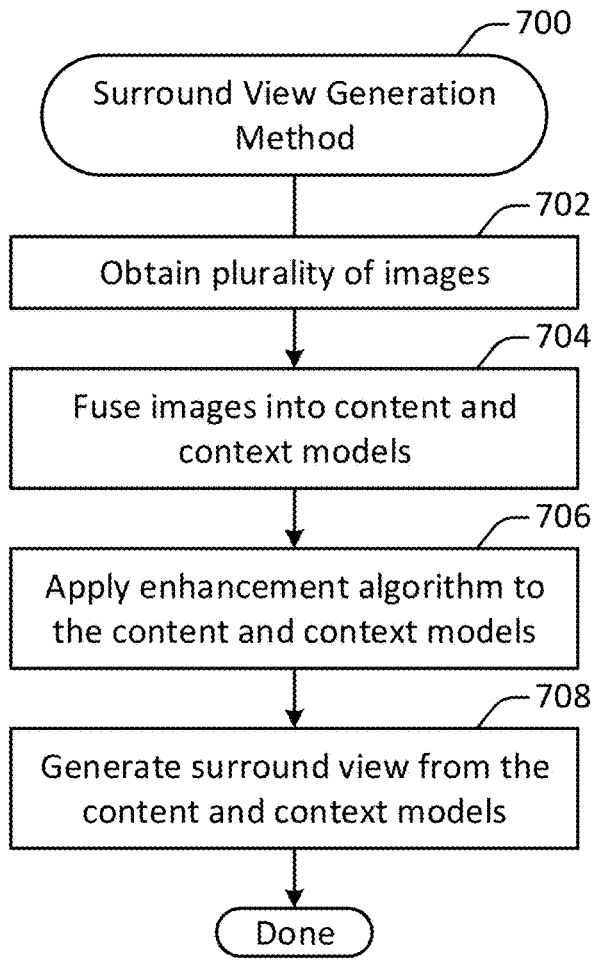 700
Surround View Generation
Method
702
Obtain plurality of images
704
Fuse images into content and
context models
706
Apply enhancement algorithm to
the content and context models
708
Generate surround view from the
content and context models
Done